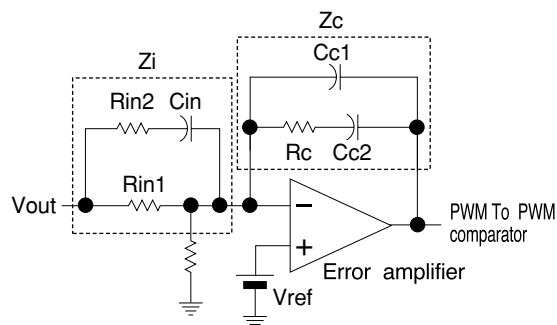 Zc
Zi
Cc1
Rin2 Cin
Rc Cc2
Rin1
Vout
PWM To PWM
comparator
Error amplifier
Vref